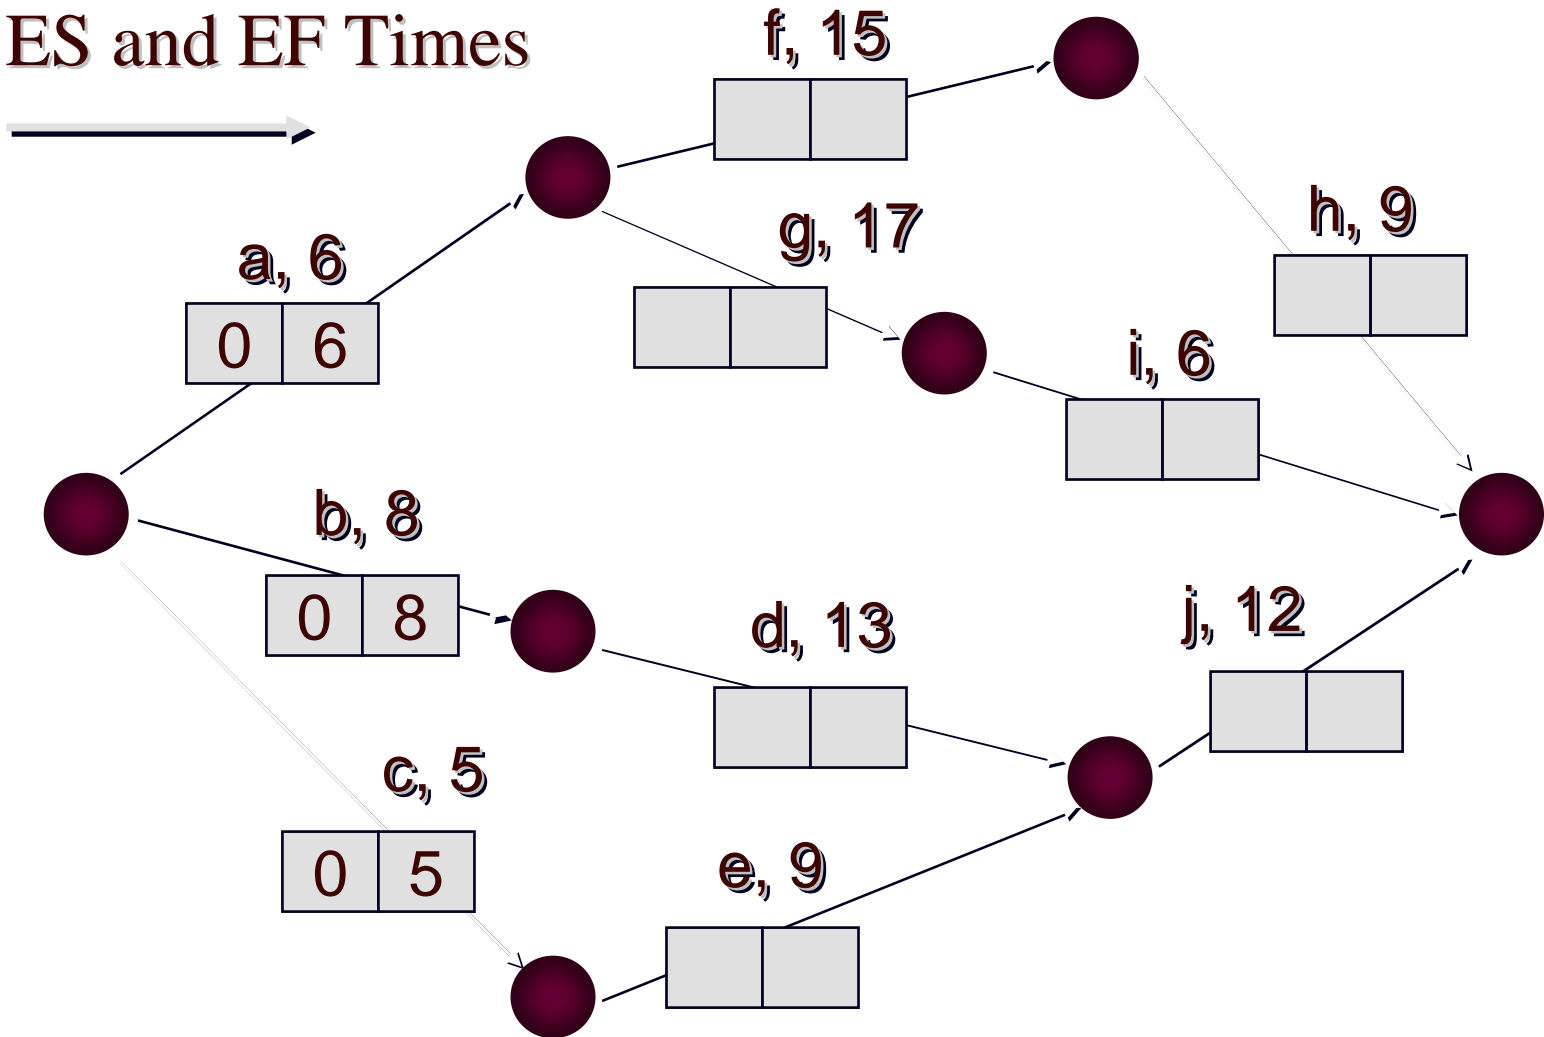 ES and EF Times
f, 15
h, 9
g, 17
a, 6
0 6
i, 6
b, 8
0 8
d, 13
j, 12
c, 5
0 5
e, 9